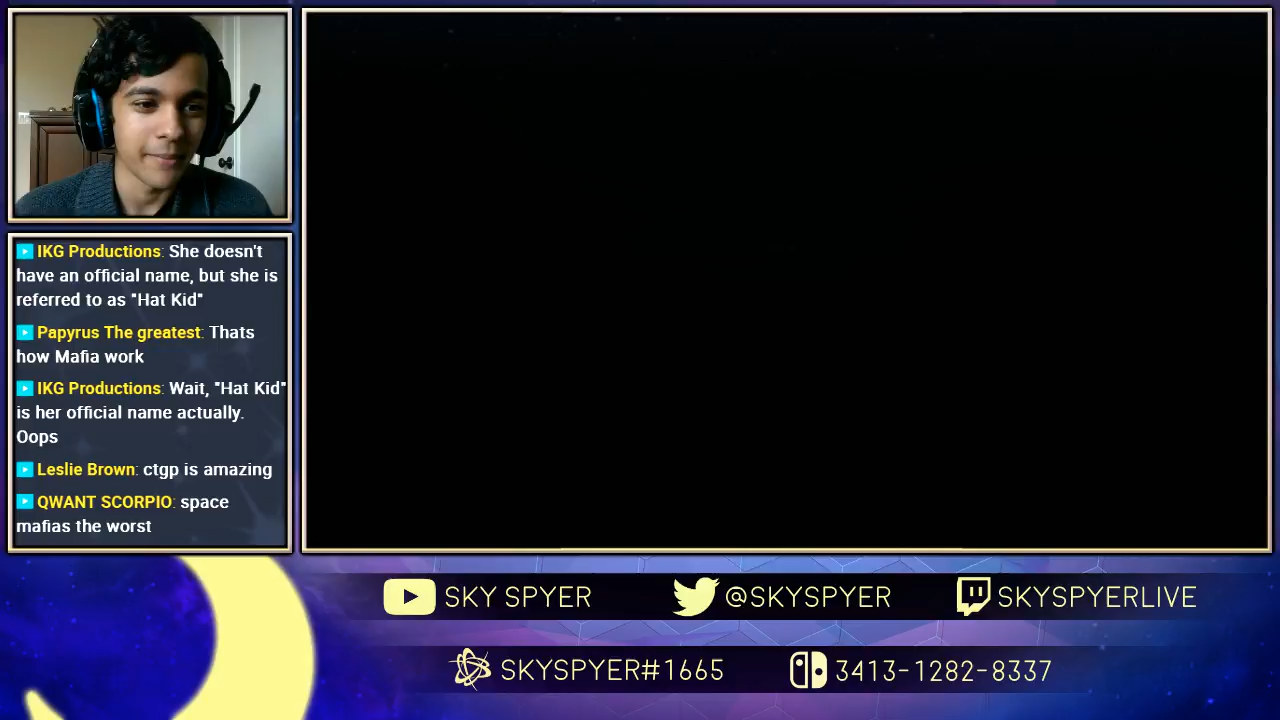 IKG Productions: She doesn't
have an official name, but she is
referred to as "Hat Kid"
Papyrus The greatest: Thats
how Mafia work
IKG Productions: Wait, "Hat Kid"
is her official name actually.
Oops
Leslie Brown: ctgp is amazing
QWANT SCORPIO: space
mafias the worst
SKY SPYER @SKYSPYER SKYSPYERLIVE
SKYSPYER#1665 3413-1282-8337